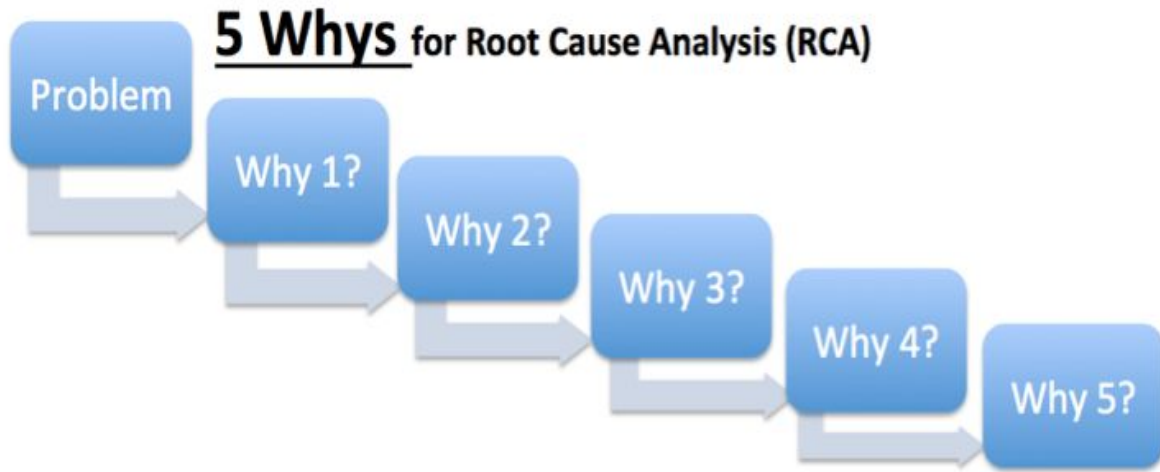 5 Whys for Root Cause Analysis (RCA)
Problem
Why 1?
Why 2?
Why 3?
Why 4?
Why 5?